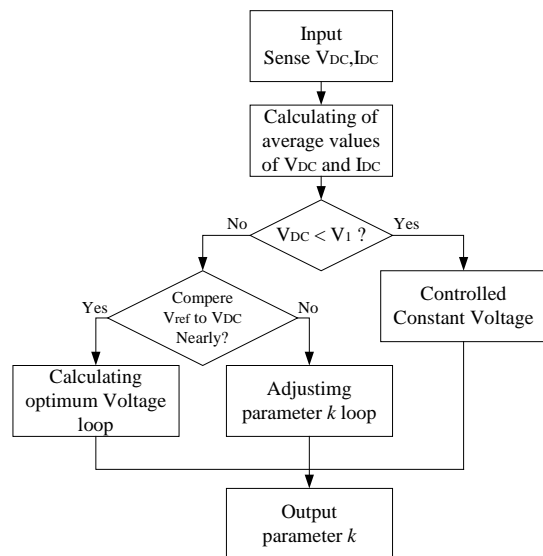 Input
Sense VDC,IDC
Calculating of
average values
of VDC and IDC
No
VDC < V1 ?
Yes
Yes
Compere
Vref to VDC
Nearly?
No
Controlled
Constant Voltage
Calculating
optimum Voltage
loop
Adjustimg
parameter k loop
Output
parameter k